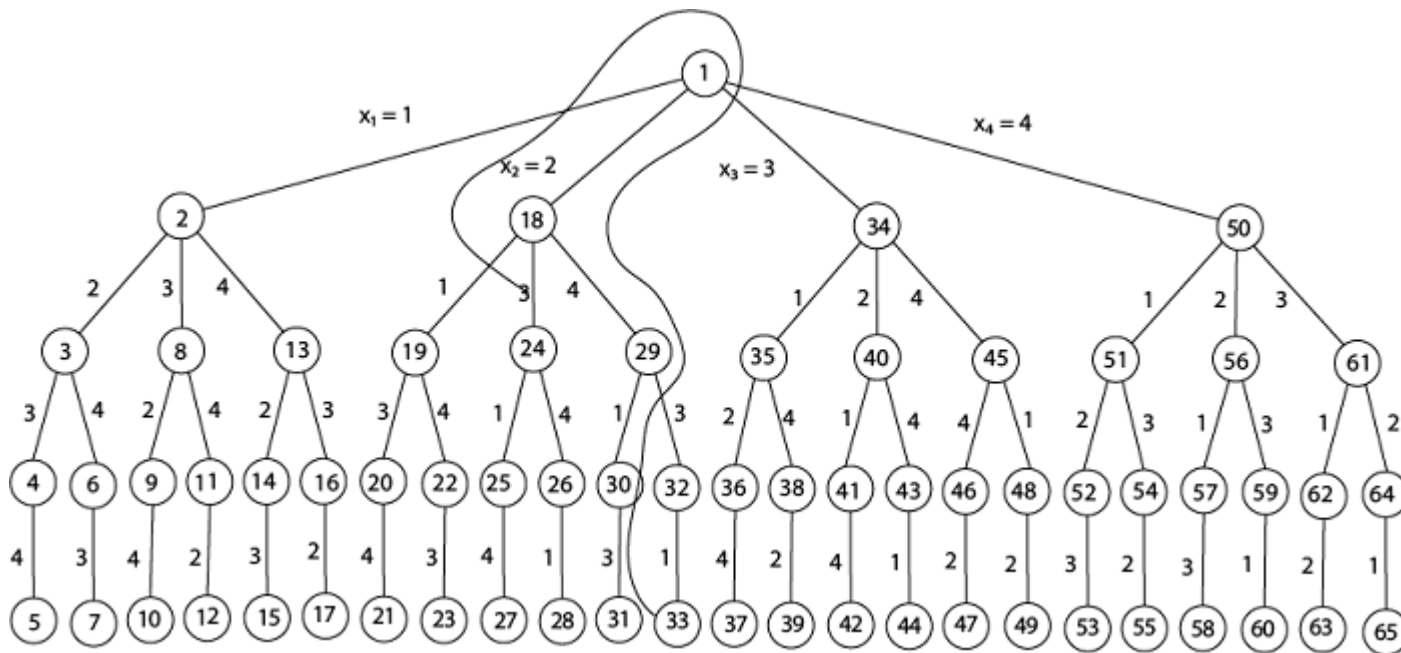 1
x₁ = 1
x₂ = 2
x₃ = 3
x₄ = 4
2 18 34 50
2 3 4 1 3 4 1 2 4 1 2 3
3 8 13 19 24 29 35 40 45 51 56 61
3 4 2 4 2 3 3 4 1 4 1 3 2 4 1 4 4 1 2 3 1 3 1 2
4 6 9 11 14 16 20 22 25 26 30 32 36 38 41 43 46 48 52 54 57 59 62 64
4 3 4 2 3 2 4 3 4 1 3 1 4 2 4 1 2 2 3 2 3 1 2 1
5 7 10 12 15 17 21 23 27 28 31 33 37 39 42 44 47 49 53 55 58 60 63 65